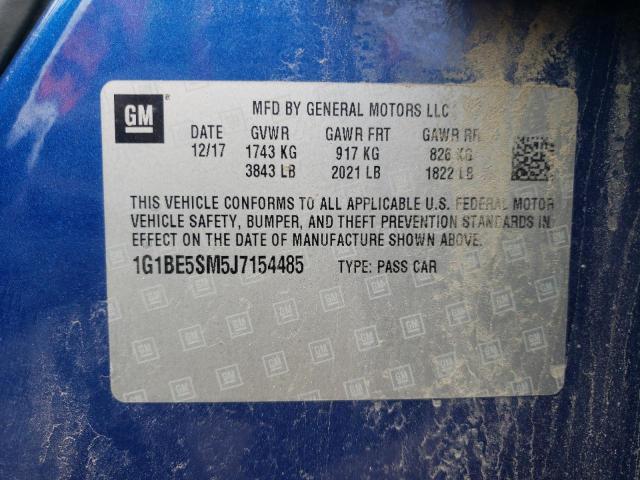 GM ®
MFD BY GENERAL MOTORS LLC
DATE GVWR GAWR FRT GAWR RR
12/17 1743 KG 917 KG 826 KG
3843 LB 2021 LB 1822 LB
THIS VEHICLE CONFORMS TO ALL APPLICABLE U.S. FEDERAL MOTOR
VEHICLE SAFETY, BUMPER, AND THEFT PREVENTION STANDARDS IN
EFFECT ON THE DATE OF MANUFACTURE SHOWN ABOVE.
1G1BE5SM5J7154485 TYPE: PASS CAR